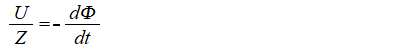 U/Z = - dΦ/dt